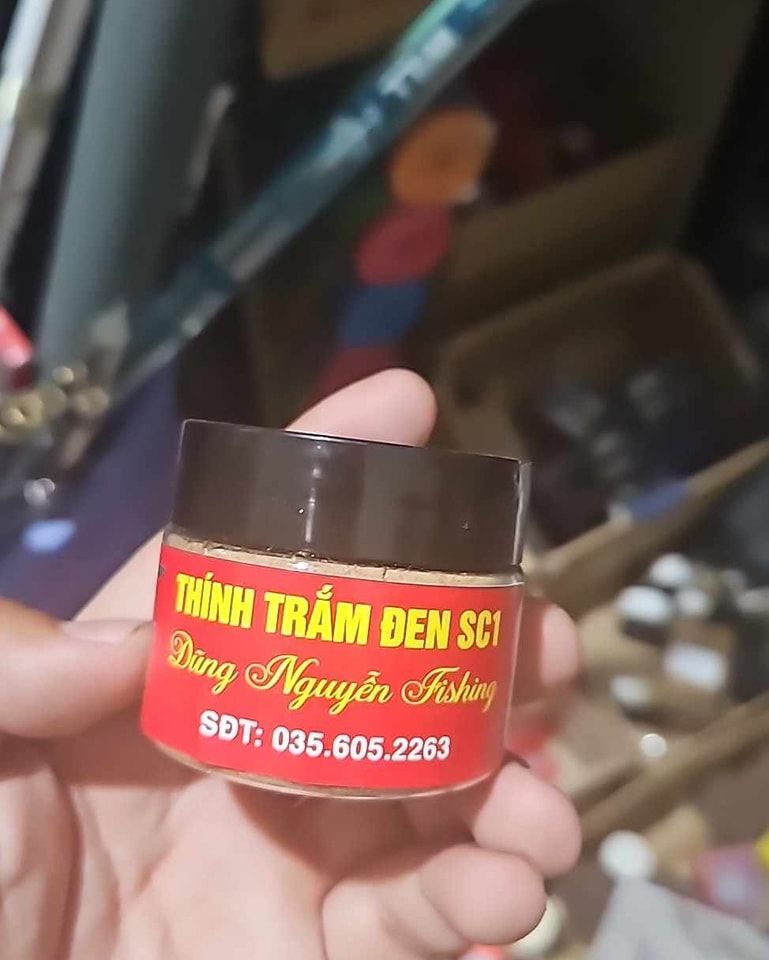 THÍNH TRẮM ĐEN SC1
Dũng Nguyễn Fishing
SĐT: 035.605.2263